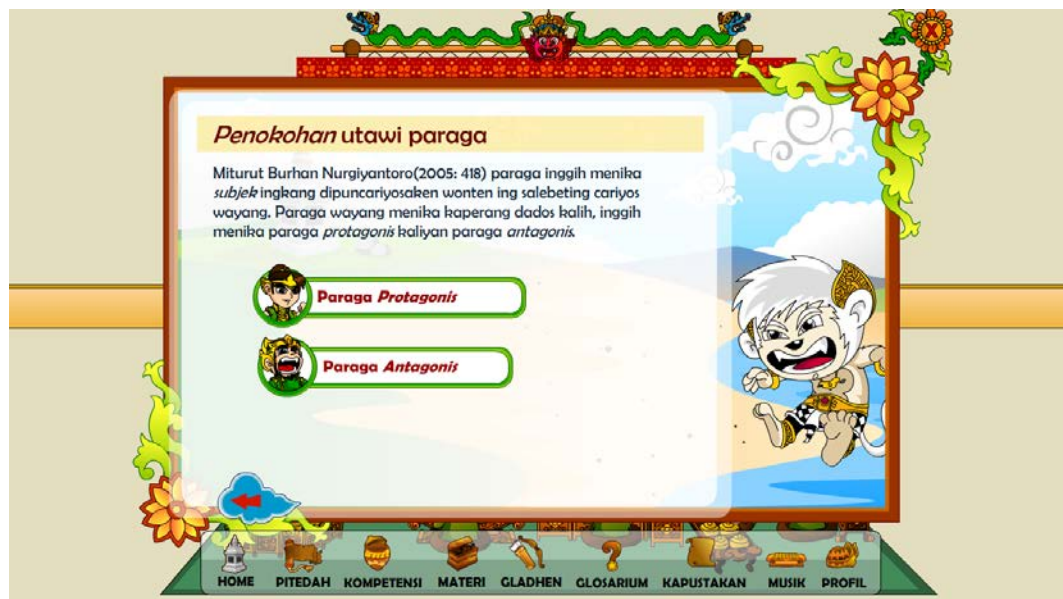 X
Penokohan utawi paraga
Miturut Burhan Nurgiyantoro(2005: 418) paraga inggih menika
subjek ingkang dipuncariyosaken wonten ing salebeting cariyos
wayang. Paraga wayang menika kaperang dados kalih, inggih
menika paraga protagonis kaliyan paraga antagonis.
Paraga Protagonis
Paraga Antagonis
HOME PITEDAH KOMPETENSI MATERI GLADHEN GLOSARIUM KAPUSTAKAN MUSIK PROFIL